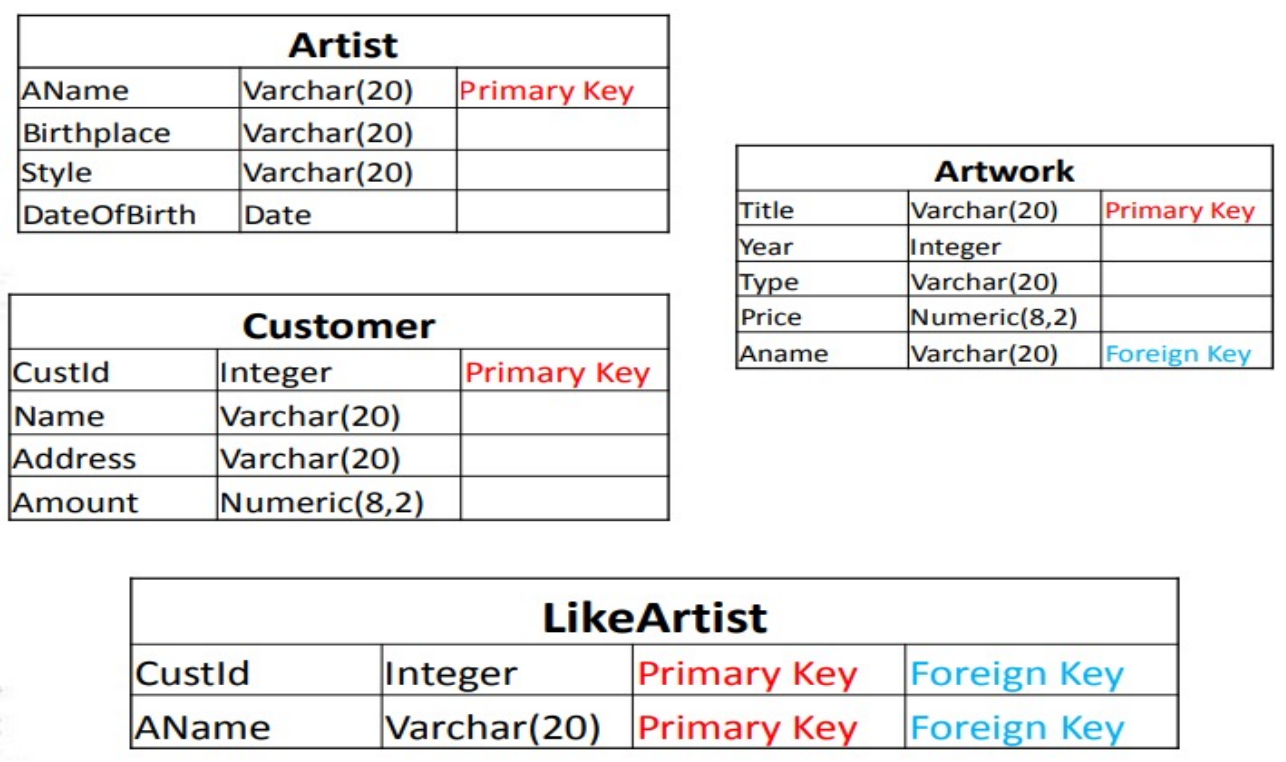 Artist
AName Varchar(20) Primary Key
Birthplace Varchar(20)
Style Varchar(20)
DateOfBirth Date
Artwork
Title Varchar(20) Primary Key
Year Integer
Type Varchar(20)
Price Numeric(8,2)
Aname Varchar(20) Foreign Key
Customer
CustId Integer Primary Key
Name Varchar(20)
Address Varchar(20)
Amount Numeric(8,2)
LikeArtist
CustId Integer Primary Key Foreign Key
AName Varchar(20) Primary Key Foreign Key